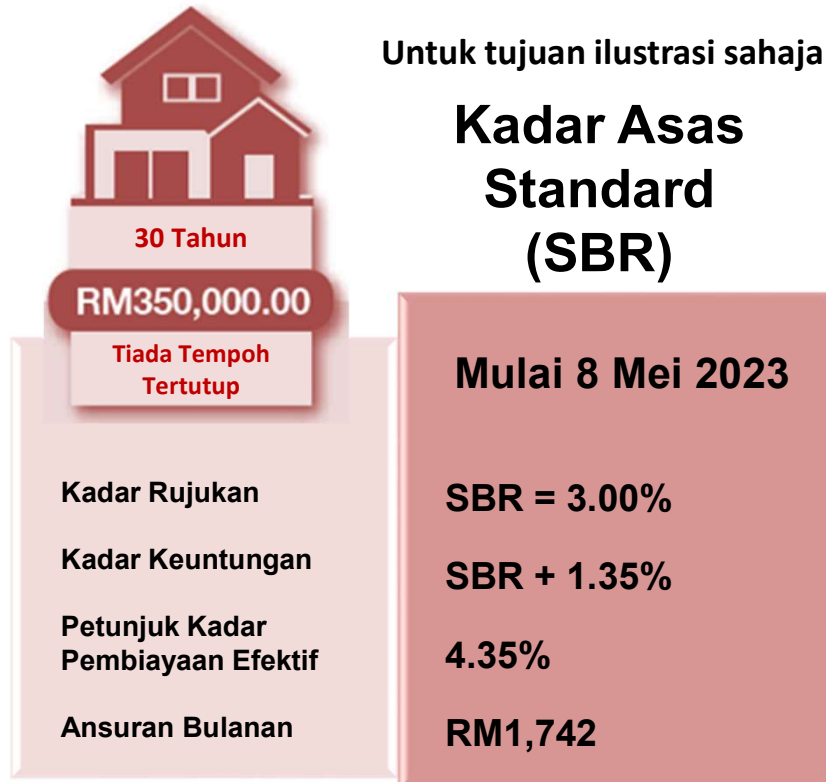 Untuk tujuan ilustrasi sahaja
Kadar Asas
Standard
(SBR)
30 Tahun
RM350,000.00
Tiada Tempoh
Tertutup
Mulai 8 Mei 2023
Kadar Rujukan
SBR = 3.00%
Kadar Keuntungan
SBR + 1.35%
Petunjuk Kadar
Pembiayaan Efektif
4.35%
Ansuran Bulanan
RM1,742